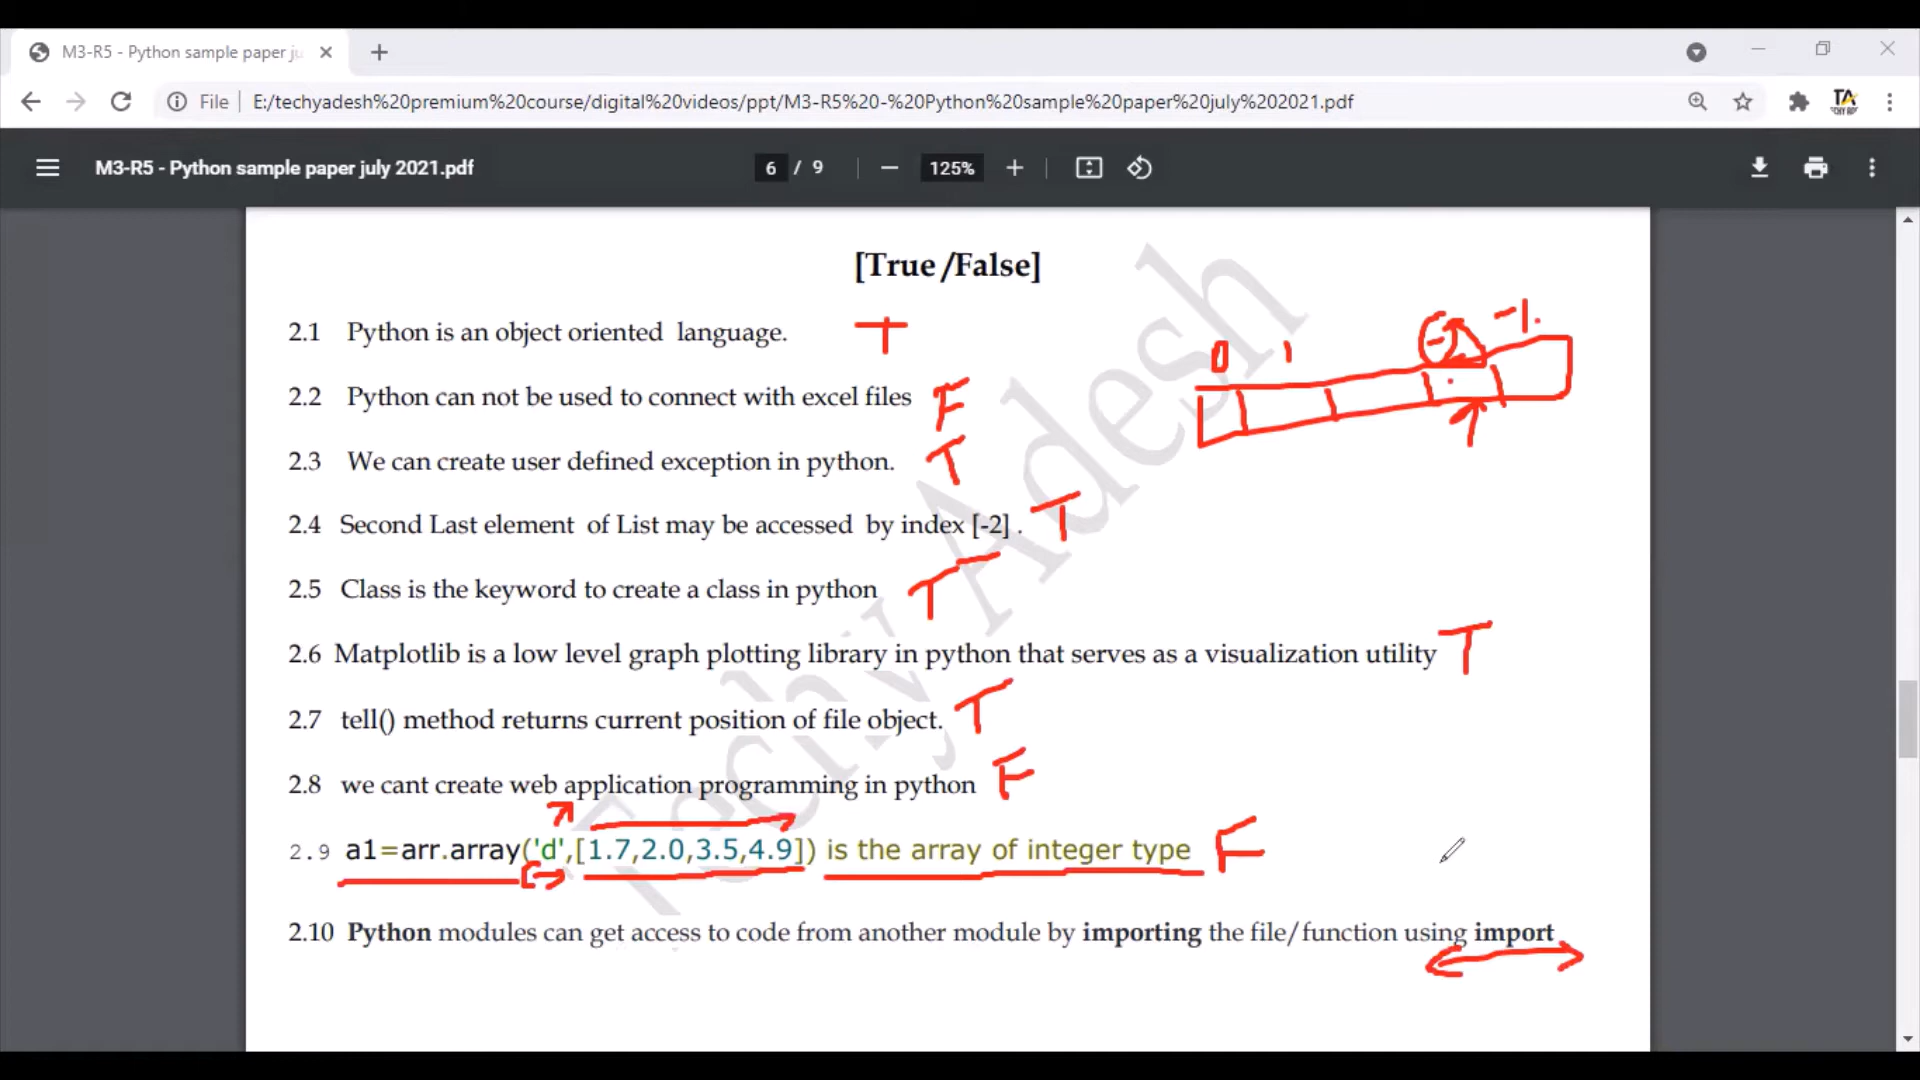 M3-R5 - Python sample paper ju
File E:/techyadesh%20premium%20course/digital%20videos/ppt/M3-R5%20-%20Python%20sample%20paper%20july%202021.pdf
TA
M3-R5 - Python sample paper july 2021.pdf 6 / 9 125%
[True /False]
2.1 Python is an object oriented language. T
2.2 Python can not be used to connect with excel files F
2.3 We can create user defined exception in python. T
2.4 Second Last element of List may be accessed by index [-2] . T
2.5 Class is the keyword to create a class in python T
2.6 Matplotlib is a low level graph plotting library in python that serves as a visualization utility T
2.7 tell() method returns current position of file object. T
2.8 we cant create web application programming in python F
2.9 a1=arr.array('d',[1.7,2.0,3.5,4.9]) is the array of integer type F
2.10 Python modules can get access to code from another module by importing the file/function using import
0 1 -2 -1
Techy Adesh